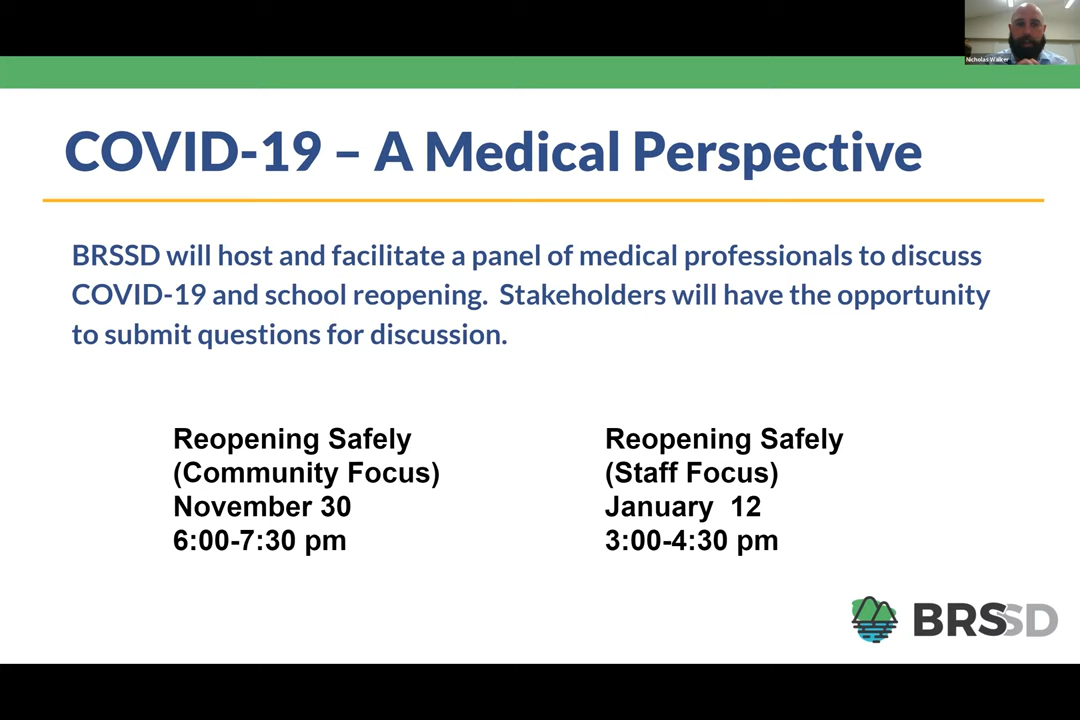 Nicholas Walker
COVID-19 – A Medical Perspective
BRSSD will host and facilitate a panel of medical professionals to discuss
COVID-19 and school reopening.  Stakeholders will have the opportunity
to submit questions for discussion.
Reopening Safely
(Community Focus)
November 30
6:00-7:30 pm
Reopening Safely
(Staff Focus)
January  12
3:00-4:30 pm
BRSSD